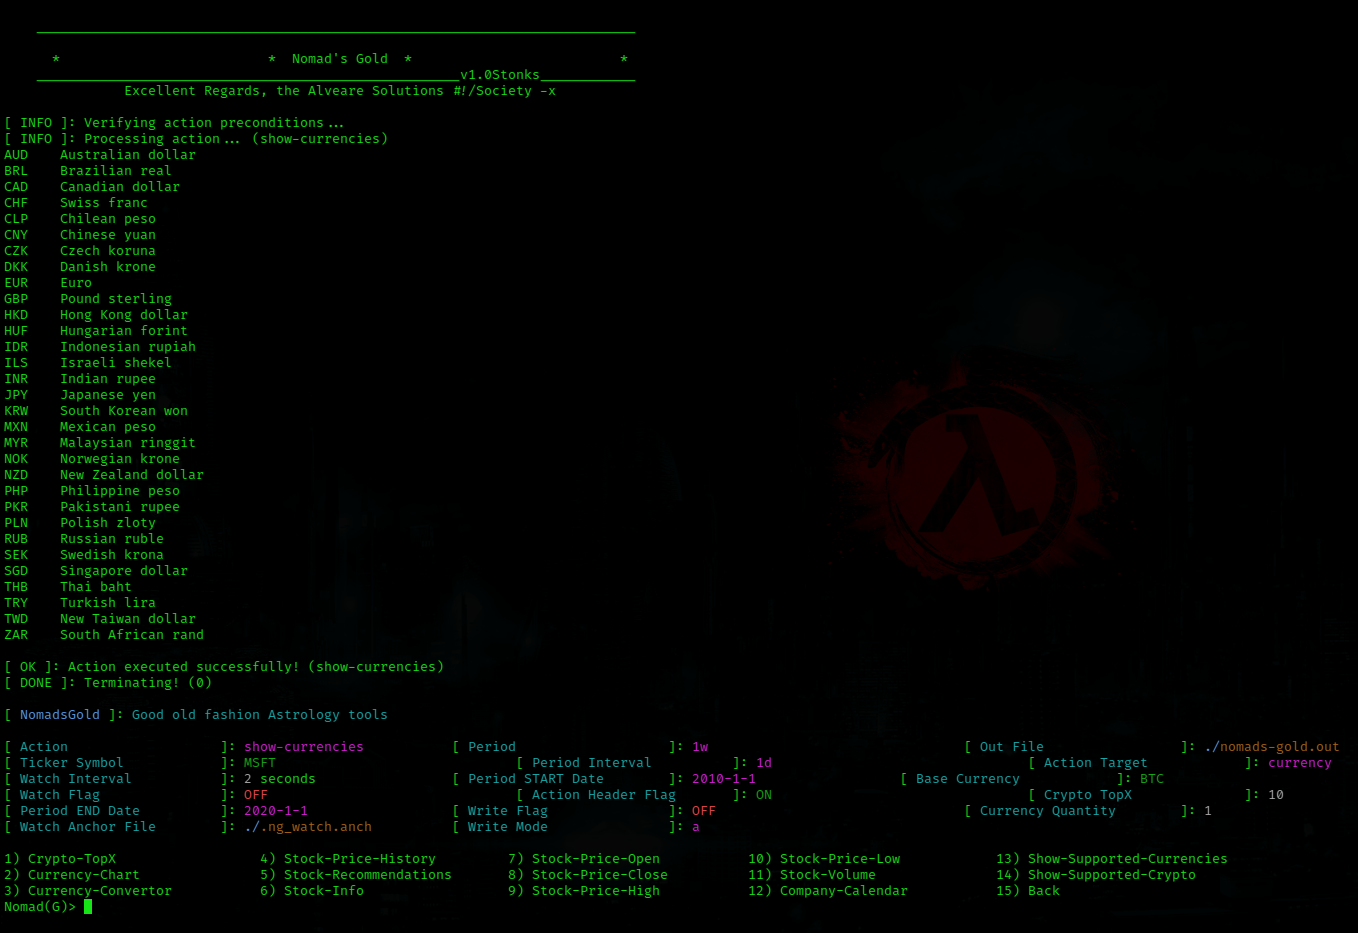 * * Nomad's Gold * *
v1.0Stonks
Excellent Regards, the Alveare Solutions #!/Society -x
[ INFO ]: Verifying action preconditions...
[ INFO ]: Processing action... (show-currencies)
AUD Australian dollar
BRL Brazilian real
CAD Canadian dollar
CHF Swiss franc
CLP Chilean peso
CNY Chinese yuan
CZK Czech koruna
DKK Danish krone
EUR Euro
GBP Pound sterling
HKD Hong Kong dollar
HUF Hungarian forint
IDR Indonesian rupiah
ILS Israeli shekel
INR Indian rupee
JPY Japanese yen
KRW South Korean won
MXN Mexican peso
MYR Malaysian ringgit
NOK Norwegian krone
NZD New Zealand dollar
PHP Philippine peso
PKR Pakistani rupee
PLN Polish zloty
RUB Russian ruble
SEK Swedish krona
SGD Singapore dollar
THB Thai baht
TRY Turkish lira
TWD New Taiwan dollar
ZAR South African rand
[ OK ]: Action executed successfully! (show-currencies)
[ DONE ]: Terminating! (0)
[ NomadsGold ]: Good old fashion Astrology tools
[ Action ]: show-currencies [ Period ]: 1w [ Out File ]: ./nomads-gold.out
[ Ticker Symbol ]: MSFT [ Period Interval ]: 1d [ Action Target ]: currency
[ Watch Interval ]: 2 seconds [ Period START Date ]: 2010-1-1 [ Base Currency ]: BTC
[ Watch Flag ]: OFF [ Action Header Flag ]: ON [ Crypto TopX ]: 10
[ Period END Date ]: 2020-1-1 [ Write Flag ]: OFF [ Currency Quantity ]: 1
[ Watch Anchor File ]: ./.ng_watch.anch [ Write Mode ]: a
1) Crypto-TopX 4) Stock-Price-History 7) Stock-Price-Open 10) Stock-Price-Low 13) Show-Supported-Currencies
2) Currency-Chart 5) Stock-Recommendations 8) Stock-Price-Close 11) Stock-Volume 14) Show-Supported-Crypto
3) Currency-Convertor 6) Stock-Info 9) Stock-Price-High 12) Company-Calendar 15) Back
Nomad(G)>